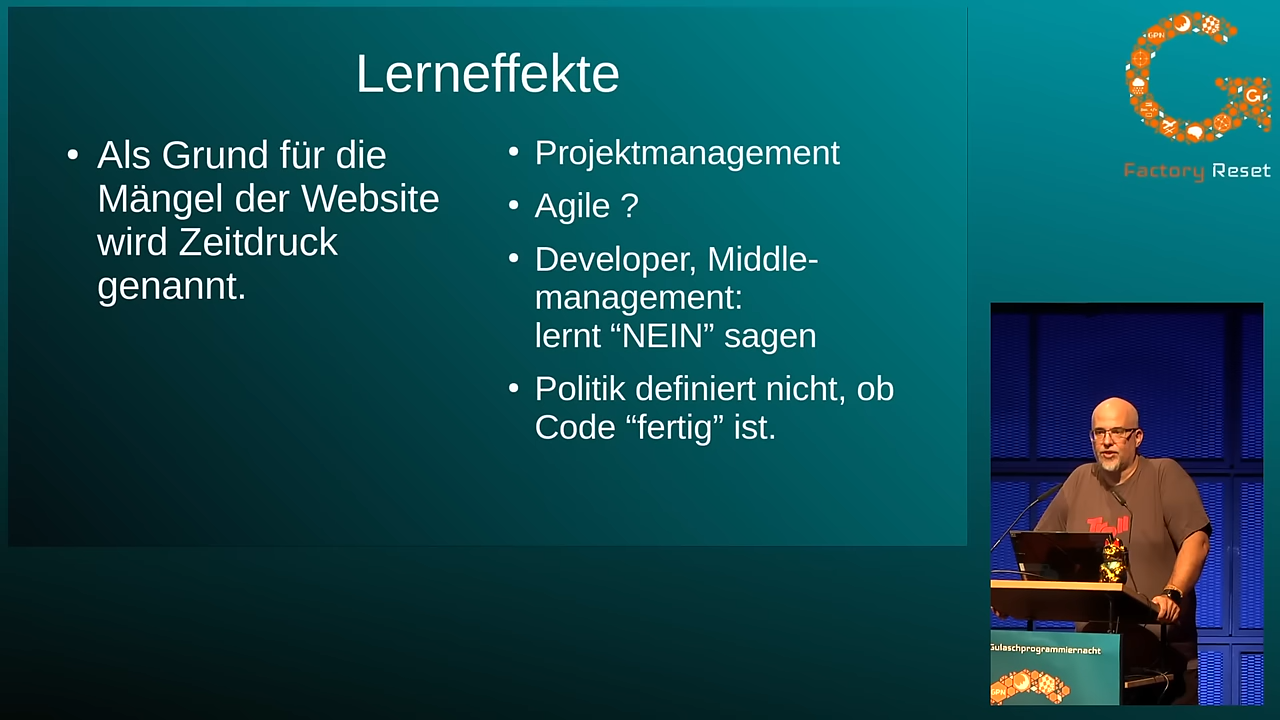 Lerneffekte
Als Grund für die
Mängel der Website
wird Zeitdruck
genannt.
Projektmanagement
Agile ?
Developer, Middle-
management:
lernt “NEIN” sagen
Politik definiert nicht, ob
Code “fertig” ist.
GPN
G
Factory Reset
Gulaschprogrammiernacht
GPN